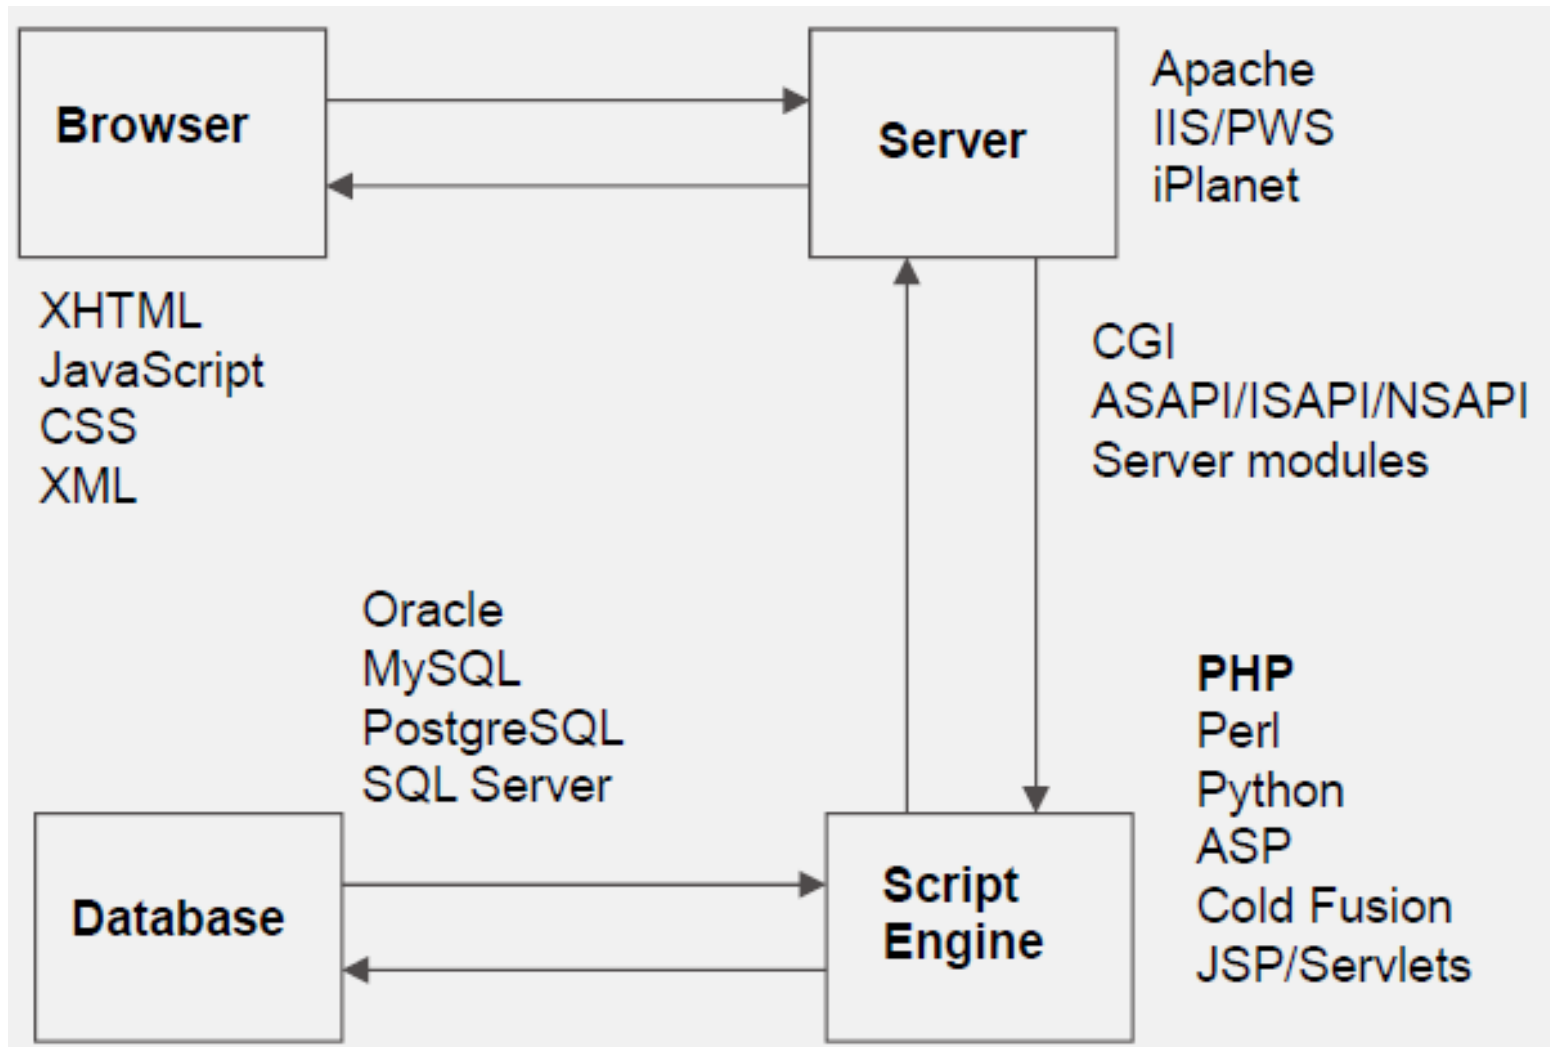 Browser
Server
Apache
IIS/PWS
iPlanet
XHTML
JavaScript
CSS
XML
CGI
ASAPI/ISAPI/NSAPI
Server modules
Oracle
MySQL
PostgreSQL
SQL Server
Database
Script
Engine
PHP
Perl
Python
ASP
Cold Fusion
JSP/Servlets